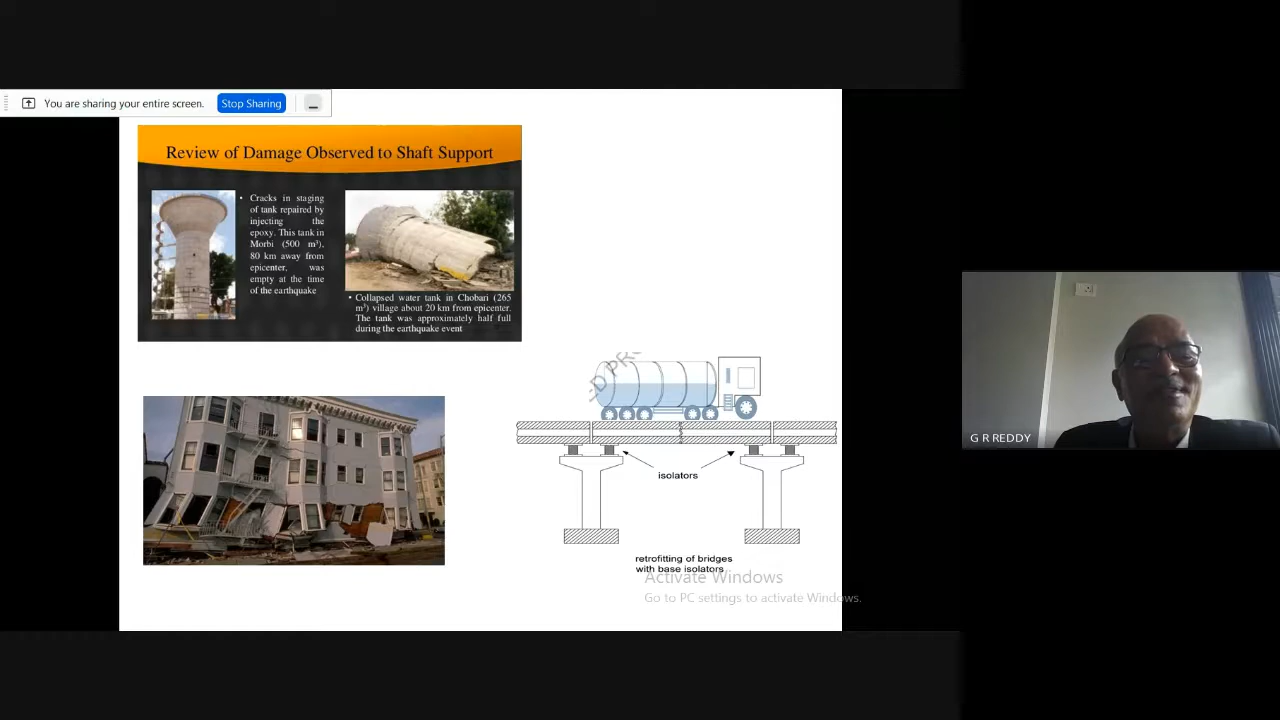 You are sharing your entire screen.
Stop Sharing
Review of Damage Observed to Shaft Support
• Cracks in staging
of tank repaired by
injecting the
epoxy. This tank in
Morbi (500 m³),
80 km away from
epicenter, was
empty at the time
of the earthquake
• Collapsed water tank in Chobari (265
m³) village about 20 km from epicenter.
The tank was approximately half full
during the earthquake event
isolators
retrofitting of bridges
with base isolators
Activate Windows
Go to PC settings to activate Windows.
G R REDDY